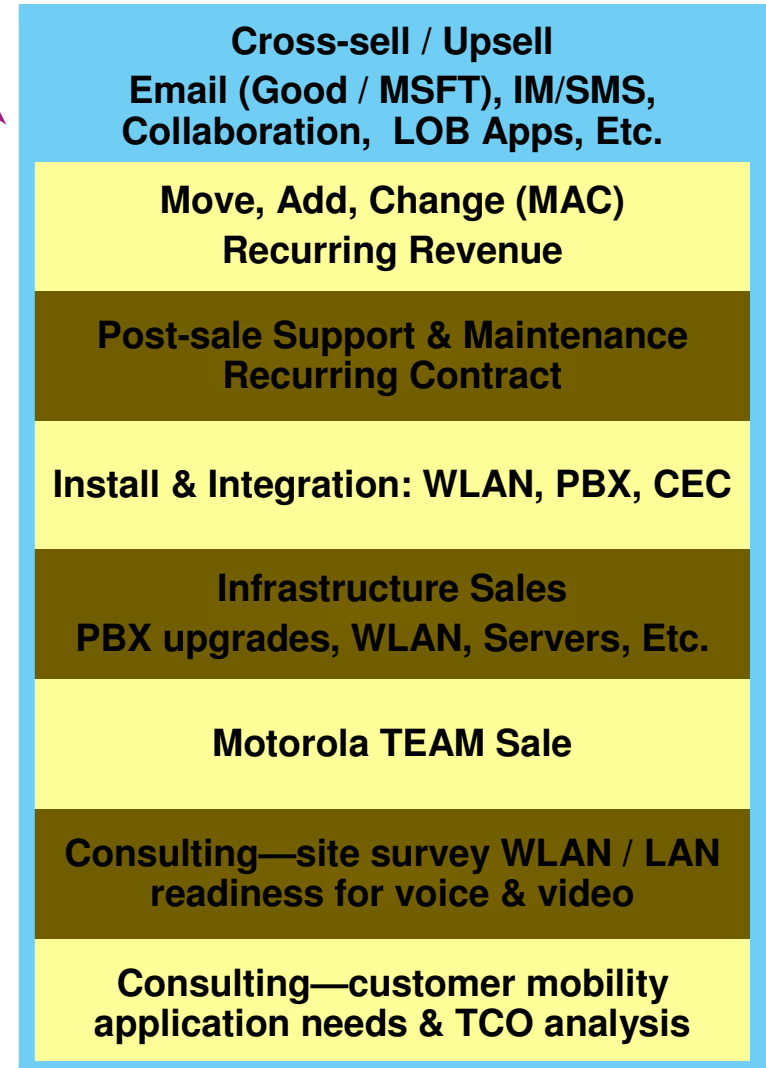 Cross-sell / Upsell
Email (Good / MSFT), IM/SMS,
Collaboration, LOB Apps, Etc.
Move, Add, Change (MAC)
Recurring Revenue
Post-sale Support & Maintenance
Recurring Contract
Install & Integration: WLAN, PBX, CEC
Infrastructure Sales
PBX upgrades, WLAN, Servers, Etc.
Motorola TEAM Sale
Consulting—site survey WLAN / LAN
readiness for voice & video
Consulting—customer mobility
application needs & TCO analysis